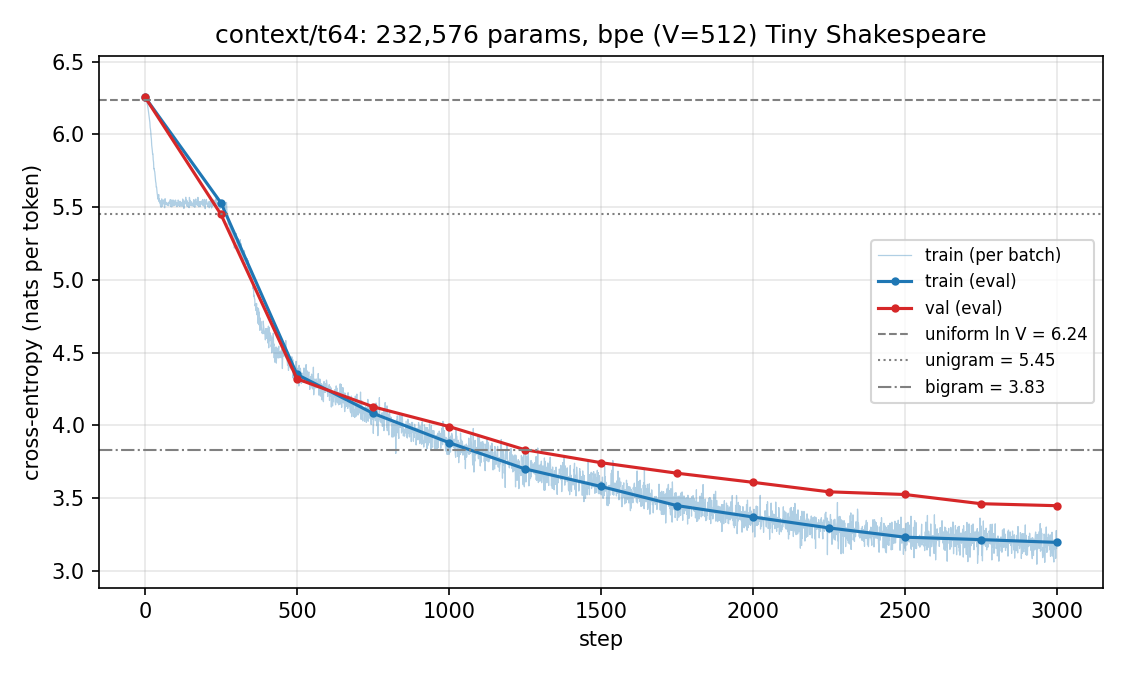 context/t64: 232,576 params, bpe (V=512) Tiny Shakespeare
cross-entropy (nats per token)
6.5
6.0
5.5
5.0
4.5
4.0
3.5
3.0
train (per batch)
train (eval)
val (eval)
uniform ln V = 6.24
unigram = 5.45
bigram = 3.83
0 500 1000 1500 2000 2500 3000
step